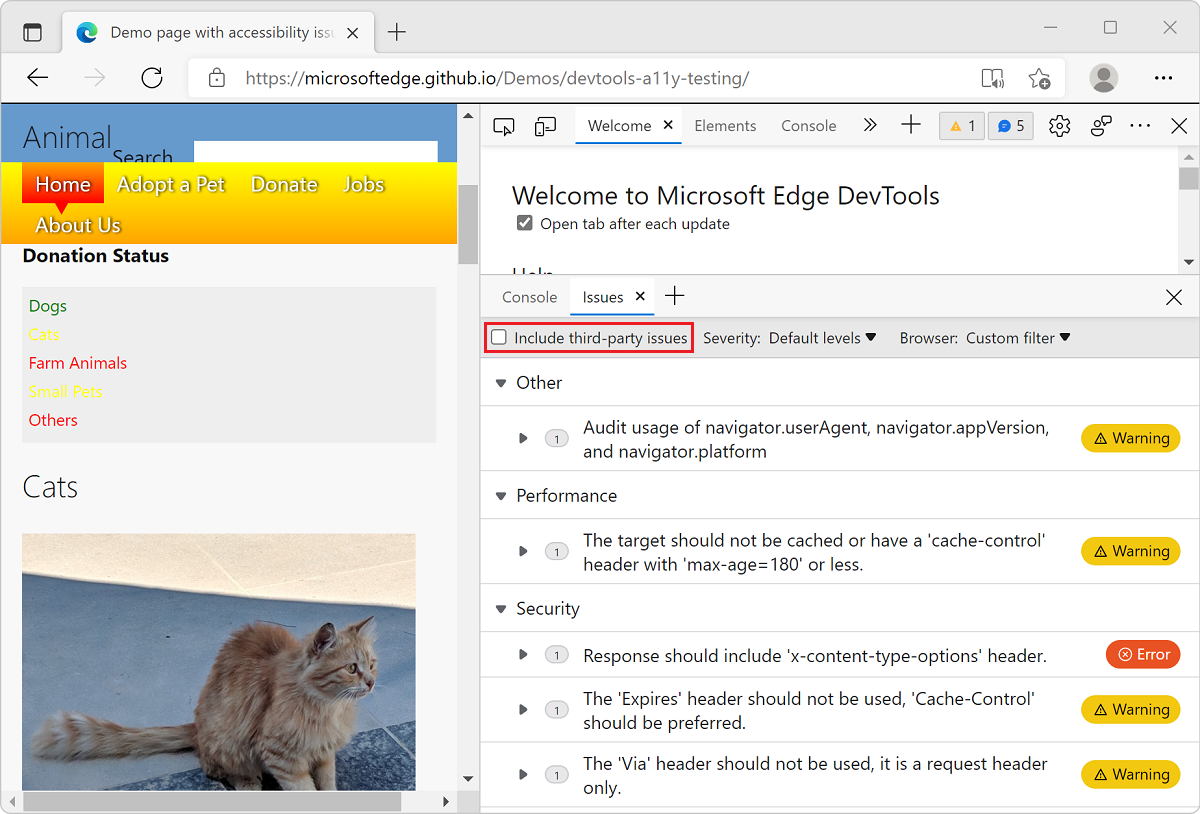 Demo page with accessibility iss
https://microsoftedge.github.io/Demos/devtools-a11y-testing/
Animal
Search
Home Adopt a Pet Donate Jobs
About Us
Donation Status
Dogs
Cats
Farm Animals
Small Pets
Others
Cats
Welcome Elements Console 1 5
Welcome to Microsoft Edge DevTools
Open tab after each update
Help
Console Issues
Include third-party issues Severity: Default levels Browser: Custom filter
Other
1 Audit usage of navigator.userAgent, navigator.appVersion, Warning
and navigator.platform
Performance
1 The target should not be cached or have a 'cache-control' Warning
header with 'max-age=180' or less.
Security
1 Response should include 'x-content-type-options' header. Error
1 The 'Expires' header should not be used, 'Cache-Control' Warning
should be preferred.
1 The 'Via' header should not be used, it is a request header Warning
only.